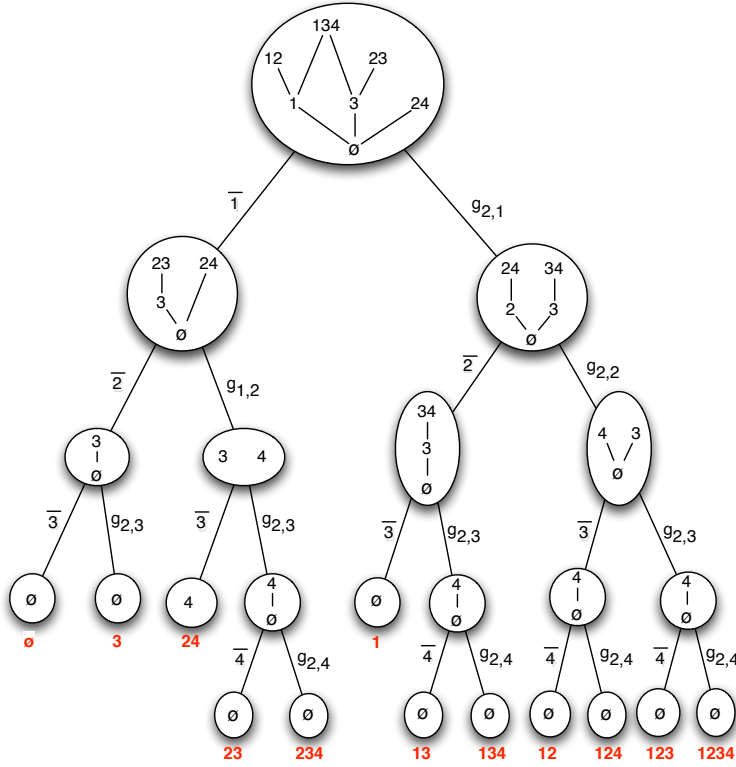 134
12 23
1 3 24
ø
1̅ g2,1
23 24
3
ø
24 34
2 3
ø
2̅ g1,2
2̅ g2,2
3
ø
3 4
34
3
ø
4 3
ø
3̅ g2,3 3̅ g2,3 3̅ g2,3 3̅ g2,3
ø ø 4 4 ø 4 4 4
ø ø ø ø
ø 3 24 1
4̅ g2,4 4̅ g2,4 4̅ g2,4 4̅ g2,4
ø ø ø ø ø ø ø ø
23 234 13 134 12 124 123 1234